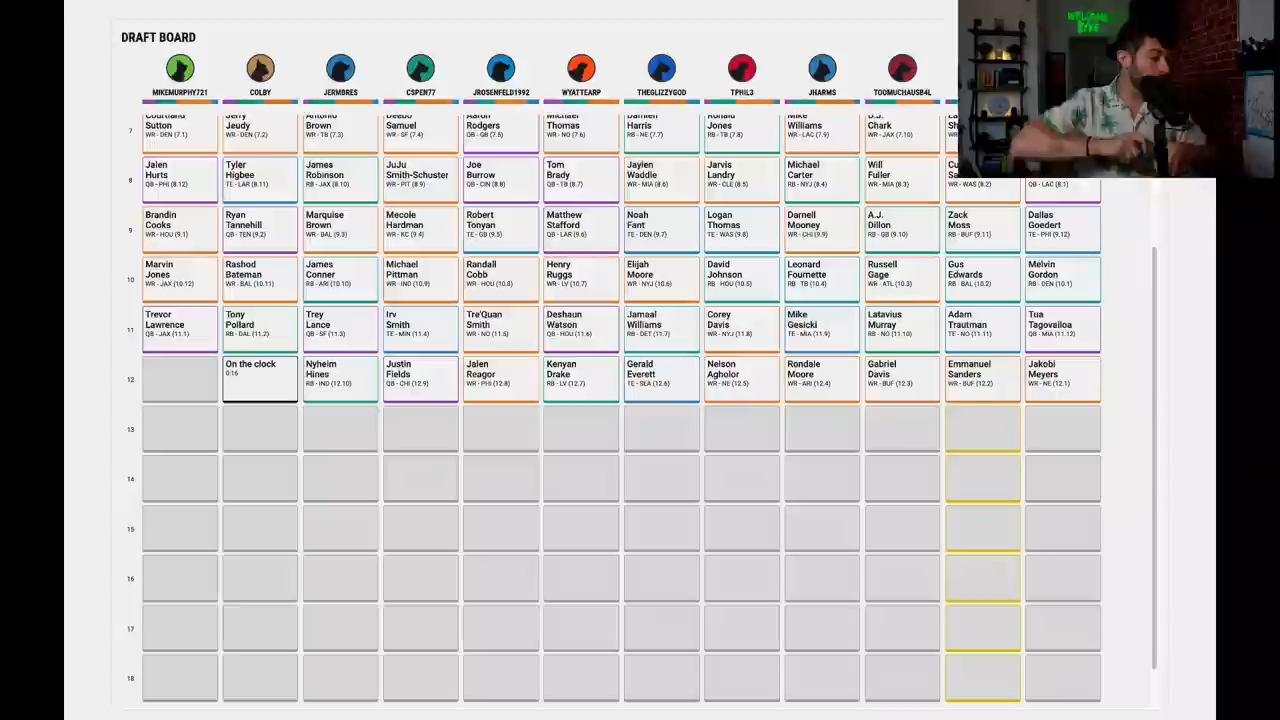 DRAFT BOARD
WELCOME
MIKEMURPHY721 COLBY JERMBRES CSPEN77 JROSENFELD1992 WYATTEARP THEGLIZZYGOD TPHIL3 JHARMS TOOMUCHAUSB4L
Courtland Jerry Antonio Deebo Aaron Michael Damien Ronald Mike D.J.
7 Sutton Jeudy Brown Samuel Rodgers Thomas Harris Jones Williams Chark
WR - DEN (7.1) WR - DEN (7.2) WR - TB (7.3) WR - SF (7.4) QB - GB (7.5) WR - NO (7.6) RB - NE (7.7) RB - TB (7.8) WR - LAC (7.9) WR - JAX (7.10)
Jalen Tyler James JuJu Joe Tom Jaylen Jarvis Michael Will
8 Hurts Higbee Robinson Smith-Schuster Burrow Brady Waddle Landry Carter Fuller
QB - PHI (8.12) TE - LAR (8.11) RB - JAX (8.10) WR - PIT (8.9) QB - CIN (8.8) QB - TB (8.7) WR - MIA (8.6) WR - CLE (8.5) RB - NYJ (8.4) WR - MIA (8.3) WR - WAS (8.2) QB - LAC (8.1)
Brandin Ryan Marquise Mecole Robert Matthew Noah Logan Darnell A.J. Zack Dallas
9 Cooks Tannehill Brown Hardman Tonyan Stafford Fant Thomas Mooney Dillon Moss Goedert
WR - HOU (9.1) QB - TEN (9.2) WR - BAL (9.3) WR - KC (9.4) TE - GB (9.5) QB - LAR (9.6) TE - DEN (9.7) TE - WAS (9.8) WR - CHI (9.9) RB - GB (9.10) RB - BUF (9.11) TE - PHI (9.12)
Marvin Rashod James Michael Randall Henry Elijah David Leonard Russell Gus Melvin
10 Jones Bateman Conner Pittman Cobb Ruggs Moore Johnson Fournette Gage Edwards Gordon
WR - JAX (10.12) WR - BAL (10.11) RB - ARI (10.10) WR - IND (10.9) WR - HOU (10.8) WR - LV (10.7) WR - NYJ (10.6) RB - HOU (10.5) RB - TB (10.4) WR - ATL (10.3) RB - BAL (10.2) RB - DEN (10.1)
Trevor Tony Trey Irv Tre'Quan Deshaun Jamaal Corey Mike Latavius Adam Tua
11 Lawrence Pollard Lance Smith Smith Watson Williams Davis Gesicki Murray Trautman Tagovailoa
QB - JAX (11.1) RB - DAL (11.2) QB - SF (11.3) TE - MIN (11.4) WR - NO (11.5) QB - HOU (11.6) RB - DET (11.7) WR - NYJ (11.8) TE - MIA (11.9) RB - NO (11.10) TE - NO (11.11) QB - MIA (11.12)
On the clock Nyheim Justin Jalen Kenyan Gerald Nelson Rondale Gabriel Emmanuel Jakobi
12 0:16 Hines Fields Reagor Drake Everett Agholor Moore Davis Sanders Meyers
RB - IND (12.10) QB - CHI (12.9) WR - PHI (12.8) RB - LV (12.7) TE - SEA (12.6) WR - NE (12.5) WR - ARI (12.4) WR - BUF (12.3) WR - BUF (12.2) WR - NE (12.1)
13
14
15
16
17
18